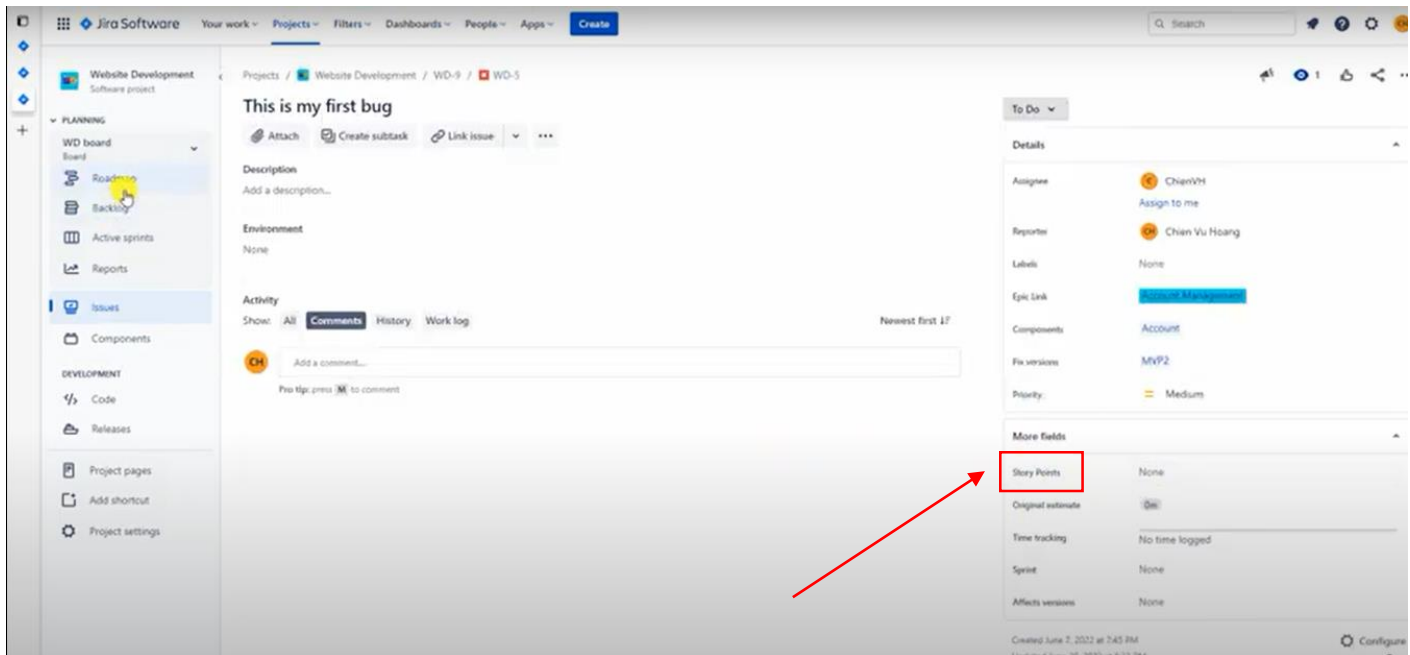 Jira Software Your work Projects Filters Dashboards People Apps Create Search
Website Development
Software project
Projects / Website Development / WD-9 / WD-5
1
This is my first bug
To Do
PLANNING
WD board
Board
Attach Create subtask Link issue
Details
Description
Add a description...
Roadmap
Backlog
Active sprints
Reports
Issues
Components
DEVELOPMENT
Code
Releases
Project pages
Add shortcut
Project settings
Environment
None
Activity
Show: All Comments History Work log Newest first
CH Add a comment...
Pro tip: press M to comment
Assignee ChienVH
Assign to me
Reporter CH Chien Vu Hoang
Labels None
Epic Link Account Management
Components Account
Fix versions MVP2
Priority Medium
More fields
Story Points None
Original estimate 0m
Time tracking No time logged
Sprint None
Affects versions None
Created June 7, 2022 at 7:45 PM
Configure